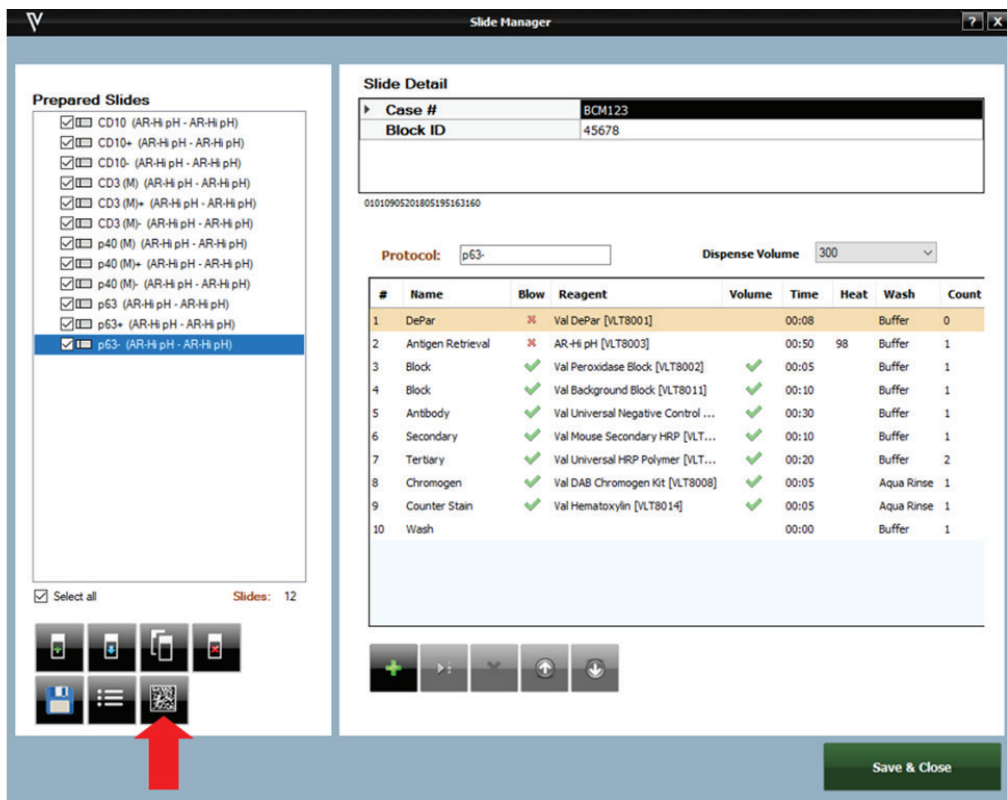 Slide Manager
? X
Prepared Slides
CD10 (AR-Hi pH - AR-Hi pH)
CD10+ (AR-Hi pH - AR-Hi pH)
CD10- (AR-Hi pH - AR-Hi pH)
CD3 (M) (AR-Hi pH - AR-Hi pH)
CD3 (M)+ (AR-Hi pH - AR-Hi pH)
CD3 (M)- (AR-Hi pH - AR-Hi pH)
p40 (M) (AR-Hi pH - AR-Hi pH)
p40 (M)+ (AR-Hi pH - AR-Hi pH)
p40 (M)- (AR-Hi pH - AR-Hi pH)
p63 (AR-Hi pH - AR-Hi pH)
p63+ (AR-Hi pH - AR-Hi pH)
p63- (AR-Hi pH - AR-Hi pH)
Select all Slides: 12
Slide Detail
Case # BCM123
Block ID 45678
01010905201805195163160
Protocol: p63- Dispense Volume 300
# Name Blow Reagent Volume Time Heat Wash Count
1 DePar Val DePar [VLT8001] 00:08 Buffer 0
2 Antigen Retrieval AR-Hi pH [VLT8003] 00:50 98 Buffer 1
3 Block Val Peroxidase Block [VLT8002] 00:05 Buffer 1
4 Block Val Background Block [VLT8011] 00:10 Buffer 1
5 Antibody Val Universal Negative Control ... 00:30 Buffer 1
6 Secondary Val Mouse Secondary HRP [VLT... 00:10 Buffer 1
7 Tertiary Val Universal HRP Polymer [VLT... 00:20 Buffer 2
8 Chromogen Val DAB Chromogen Kit [VLT8008] 00:05 Aqua Rinse 1
9 Counter Stain Val Hematoxylin [VLT8014] 00:05 Aqua Rinse 1
10 Wash 00:00 Buffer 1
Save & Close